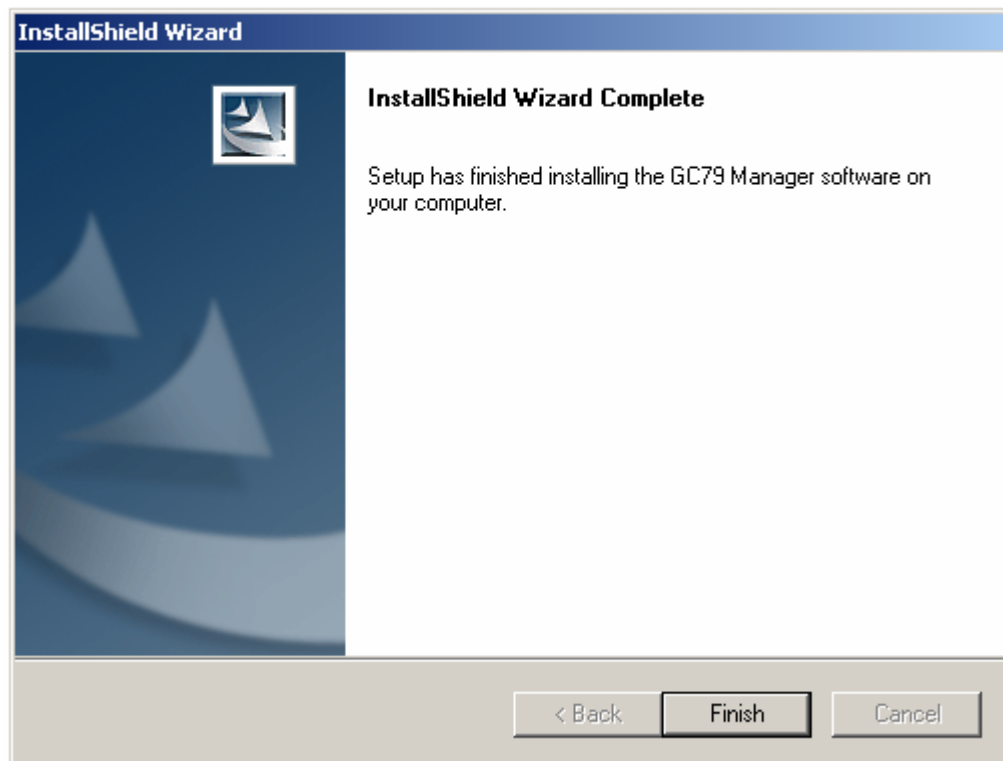 InstallShield Wizard
InstallShield Wizard Complete
Setup has finished installing the GC79 Manager software on
your computer.
< Back
Finish
Cancel